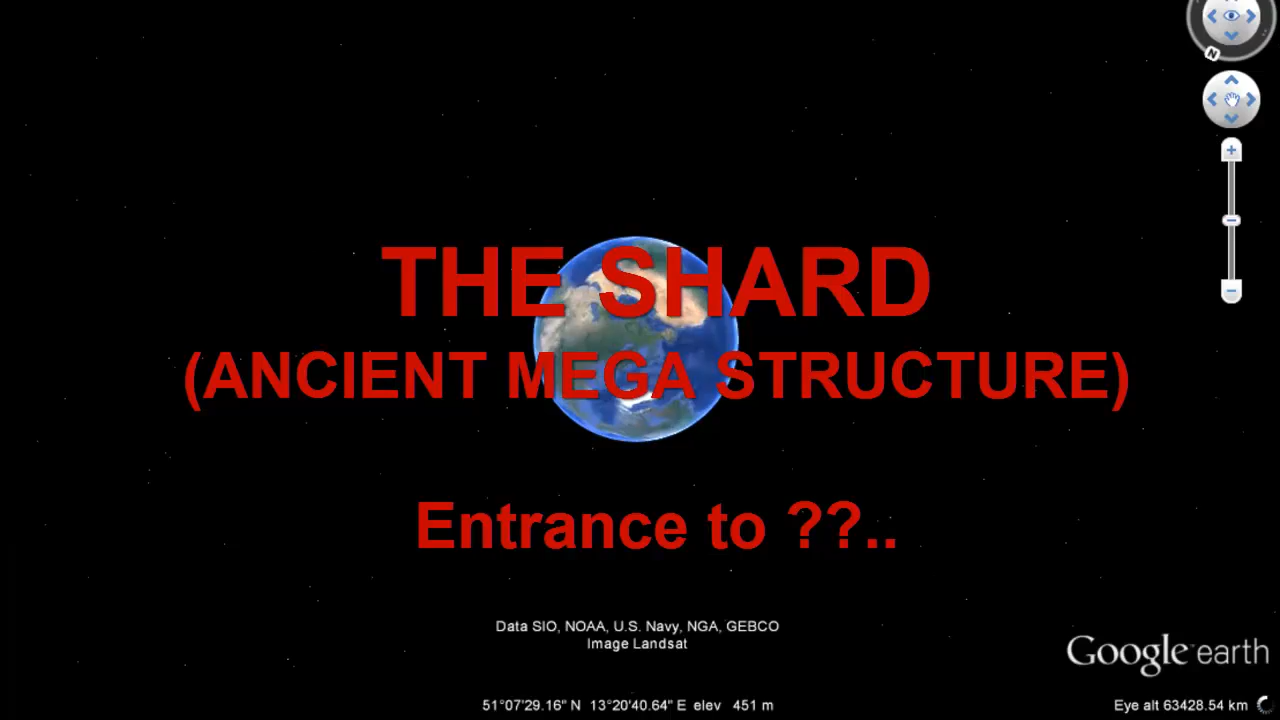 N
THE SHARD
(ANCIENT MEGA STRUCTURE)
Entrance to ??..
Data SIO, NOAA, U.S. Navy, NGA, GEBCO
Image Landsat
Google earth
51°07'29.16" N 13°20'40.64" E elev 451 m
Eye alt 63428.54 km